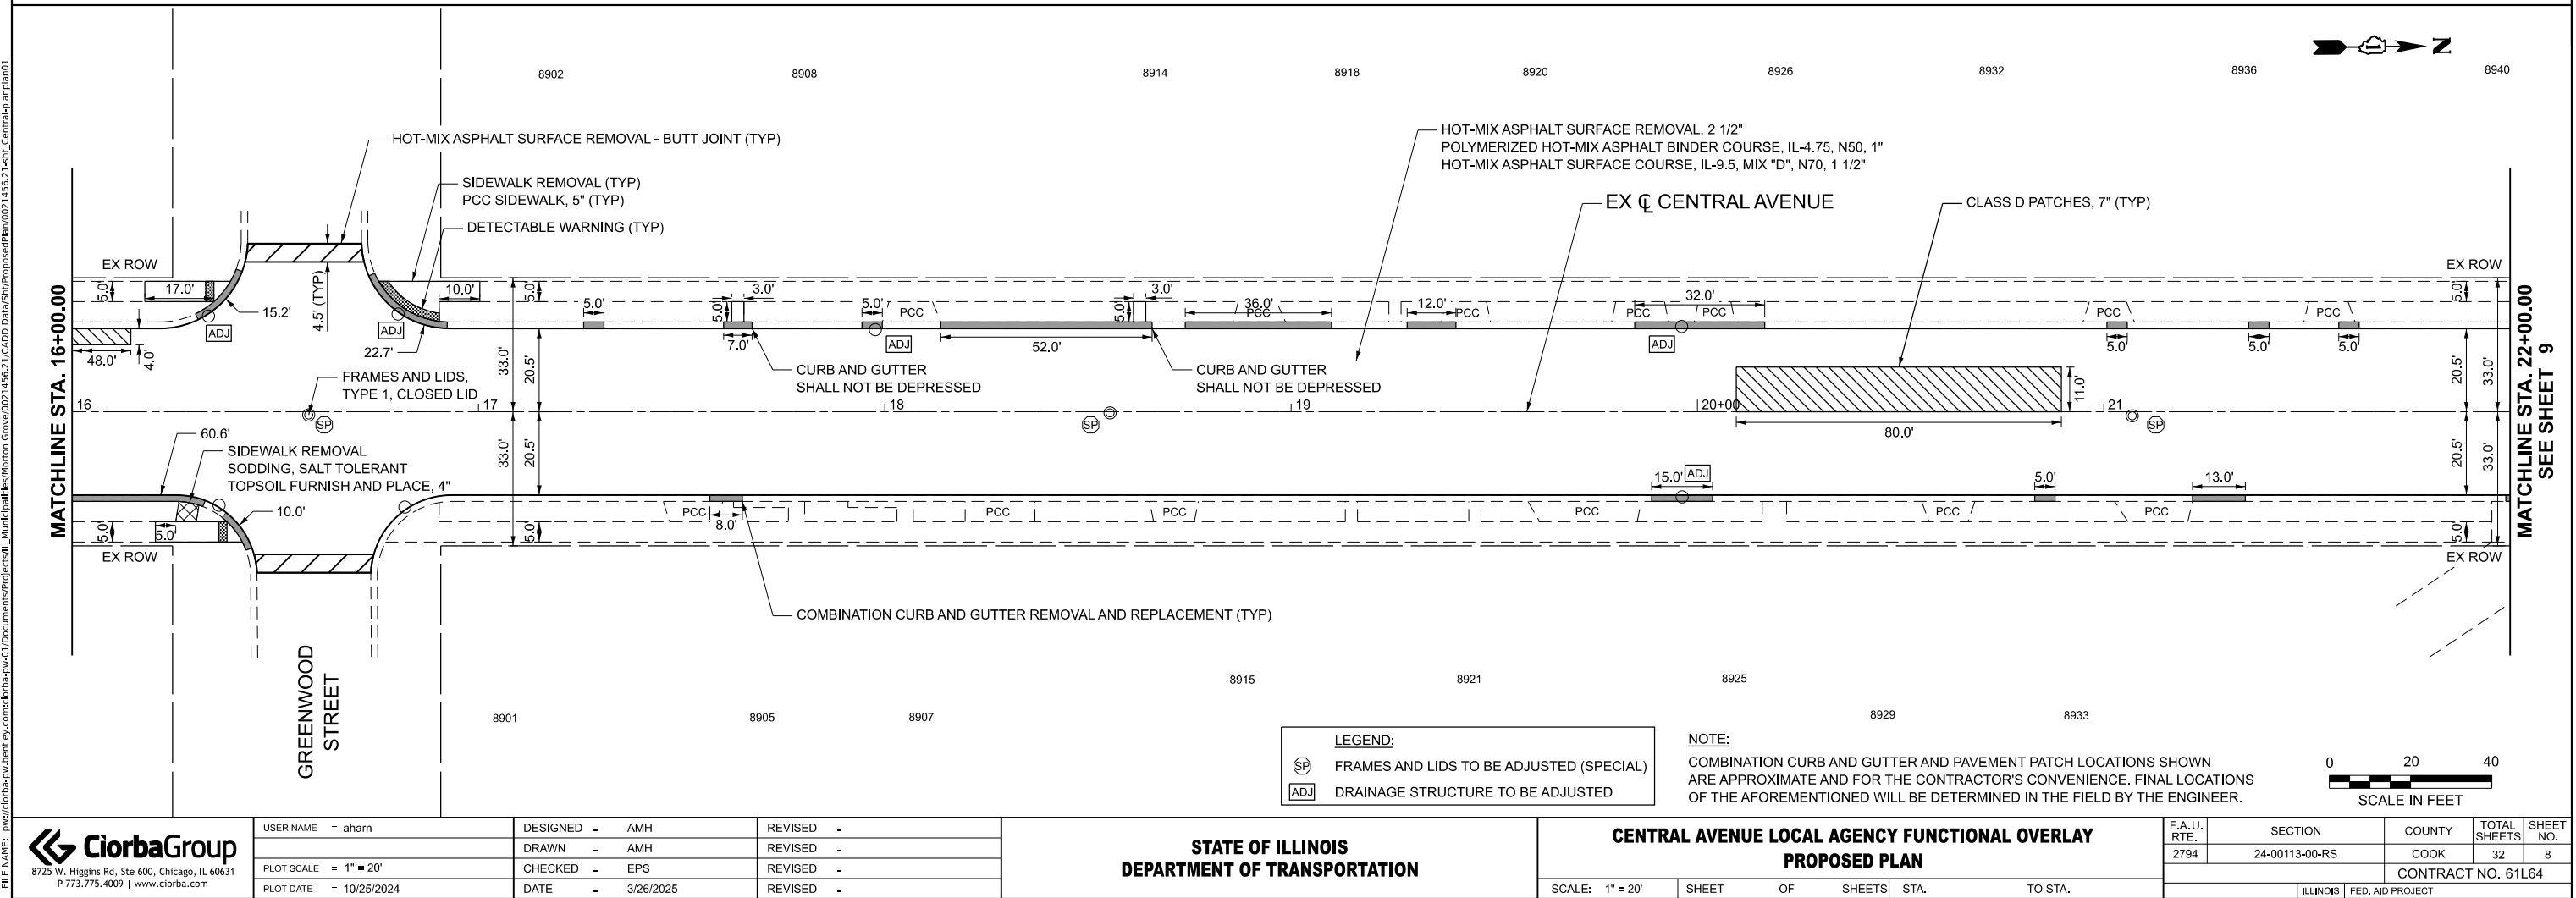 8902
8908
8914
8918
8920
8926
8932
8936
8940
N
HOT-MIX ASPHALT SURFACE REMOVAL - BUTT JOINT (TYP)
SIDEWALK REMOVAL (TYP)
PCC SIDEWALK, 5" (TYP)
DETECTABLE WARNING (TYP)
HOT-MIX ASPHALT SURFACE REMOVAL, 2 1/2"
POLYMERIZED HOT-MIX ASPHALT BINDER COURSE, IL-4.75, N50, 1"
HOT-MIX ASPHALT SURFACE COURSE, IL-9.5, MIX "D", N70, 1 1/2"
EX ℄ CENTRAL AVENUE
CLASS D PATCHES, 7" (TYP)
MATCHLINE STA. 16+00.00
EX ROW
5.0'
17.0'
15.2'
ADJ
4.5' (TYP)
ADJ
22.7'
10.0'
48.0'
4.0'
5.0'
33.0'
20.5'
5.0'
5.0'
3.0'
7.0'
5.0'
PCC
ADJ
52.0'
5.0'
3.0'
36.0'
PCC
12.0'
PCC
32.0'
PCC
PCC
ADJ
PCC
5.0'
5.0'
PCC
5.0'
EX ROW
5.0'
20.5'
33.0'
CURB AND GUTTER
SHALL NOT BE DEPRESSED
CURB AND GUTTER
SHALL NOT BE DEPRESSED
FRAMES AND LIDS,
TYPE 1, CLOSED LID
16
17
18
19
20+00
21
SP
SP
SP
11.0'
80.0'
60.6'
SIDEWALK REMOVAL
SODDING, SALT TOLERANT
TOPSOIL FURNISH AND PLACE, 4"
10.0'
5.0'
5.0'
EX ROW
33.0'
20.5'
5.0'
PCC
8.0'
PCC
PCC
PCC
15.0'
ADJ
5.0'
PCC
PCC
13.0'
20.5'
33.0'
5.0'
EX ROW
MATCHLINE STA. 22+00.00
SEE SHEET 9
COMBINATION CURB AND GUTTER REMOVAL AND REPLACEMENT (TYP)
GREENWOOD
STREET
8901
8905
8907
8915
8921
8925
8929
8933
LEGEND:
SP FRAMES AND LIDS TO BE ADJUSTED (SPECIAL)
ADJ DRAINAGE STRUCTURE TO BE ADJUSTED
NOTE:
COMBINATION CURB AND GUTTER AND PAVEMENT PATCH LOCATIONS SHOWN
ARE APPROXIMATE AND FOR THE CONTRACTOR'S CONVENIENCE. FINAL LOCATIONS
OF THE AFOREMENTIONED WILL BE DETERMINED IN THE FIELD BY THE ENGINEER.
0 20 40
SCALE IN FEET
CiorbaGroup
8725 W. Higgins Rd, Ste 600, Chicago, IL 60631
P 773.775.4009 | www.ciorba.com
USER NAME = aharn
PLOT SCALE = 1" = 20'
PLOT DATE = 10/25/2024
DESIGNED - AMH
DRAWN - AMH
CHECKED - EPS
DATE - 3/26/2025
REVISED -
REVISED -
REVISED -
REVISED -
STATE OF ILLINOIS
DEPARTMENT OF TRANSPORTATION
CENTRAL AVENUE LOCAL AGENCY FUNCTIONAL OVERLAY
PROPOSED PLAN
SCALE: 1" = 20' SHEET OF SHEETS STA. TO STA.
F.A.U. RTE.
2794
SECTION
24-00113-00-RS
COUNTY
COOK
TOTAL SHEETS
32
SHEET NO.
8
CONTRACT NO. 61L64
ILLINOIS FED. AID PROJECT